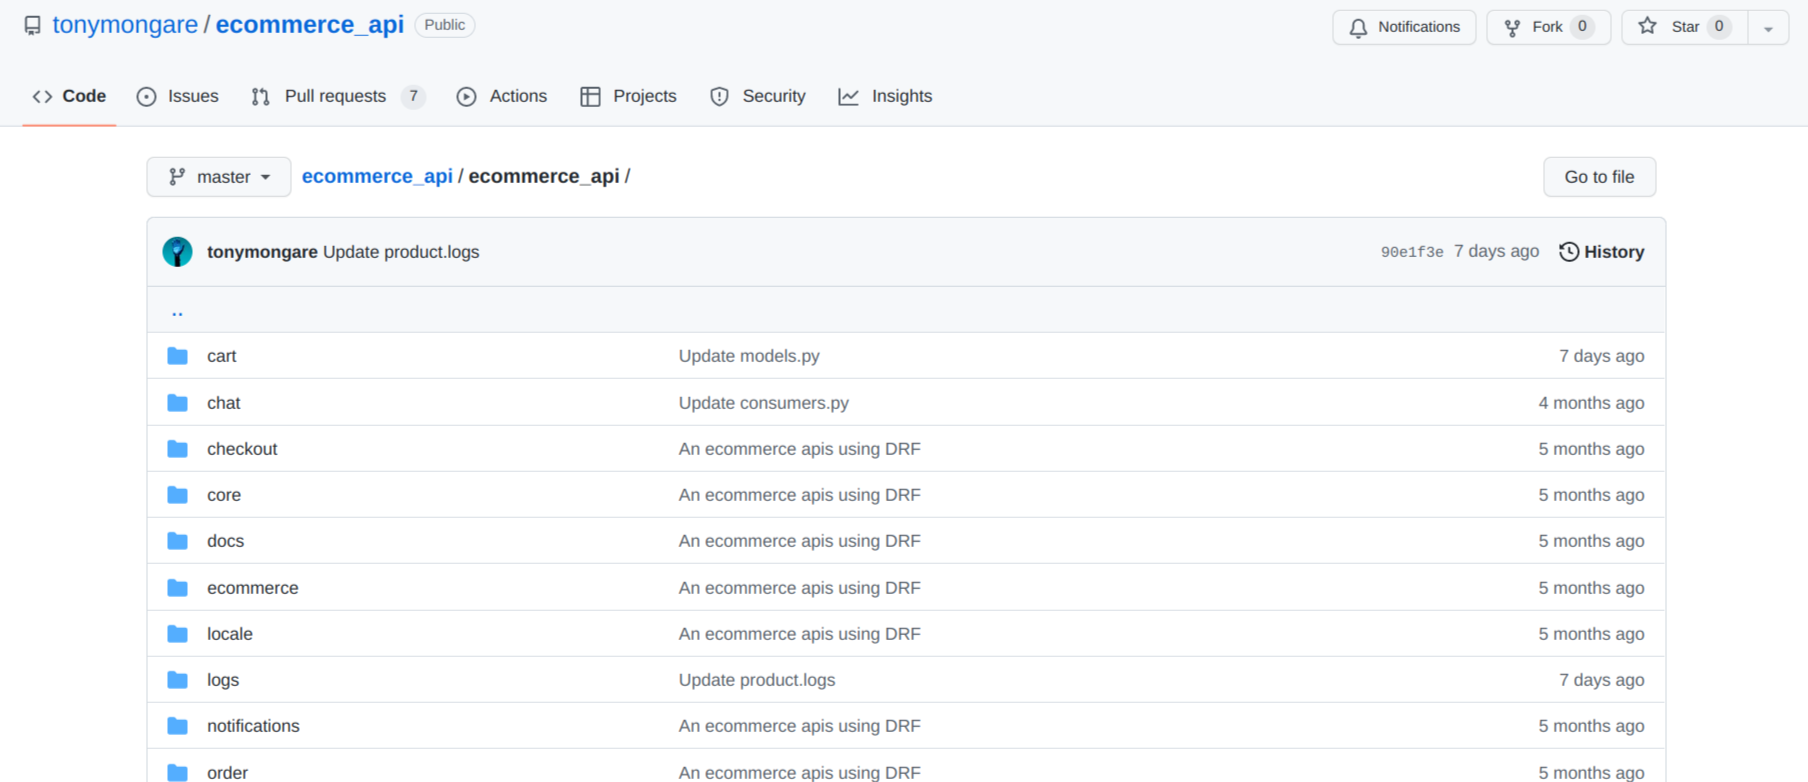 tonymongare / ecommerce_api Public Notifications Fork 0 Star 0
Code Issues Pull requests 7 Actions Projects Security Insights
master ecommerce_api / ecommerce_api / Go to file
tonymongare Update product.logs 90e1f3e 7 days ago History
..
cart Update models.py 7 days ago
chat Update consumers.py 4 months ago
checkout An ecommerce apis using DRF 5 months ago
core An ecommerce apis using DRF 5 months ago
docs An ecommerce apis using DRF 5 months ago
ecommerce An ecommerce apis using DRF 5 months ago
locale An ecommerce apis using DRF 5 months ago
logs Update product.logs 7 days ago
notifications An ecommerce apis using DRF 5 months ago
order An ecommerce apis using DRF 5 months ago